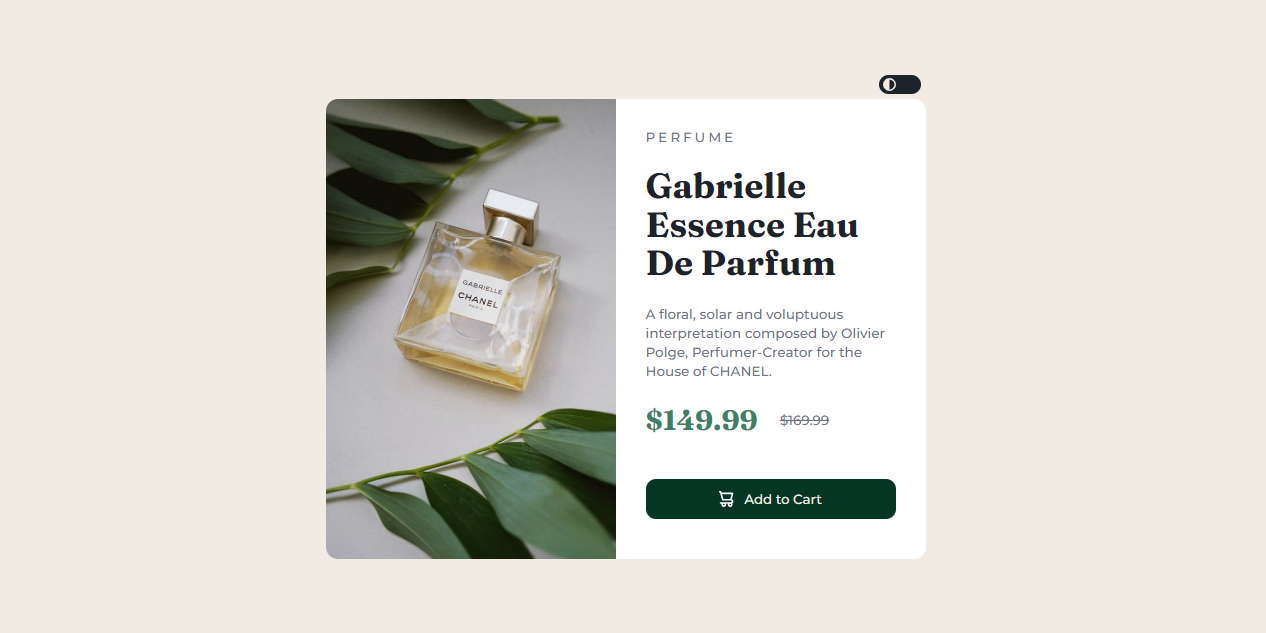 GABRIELLE
CHANEL
PARIS
PERFUME
Gabrielle
Essence Eau
De Parfum
A floral, solar and voluptuous
interpretation composed by Olivier
Polge, Perfumer-Creator for the
House of CHANEL.
$149.99 $169.99
Add to Cart